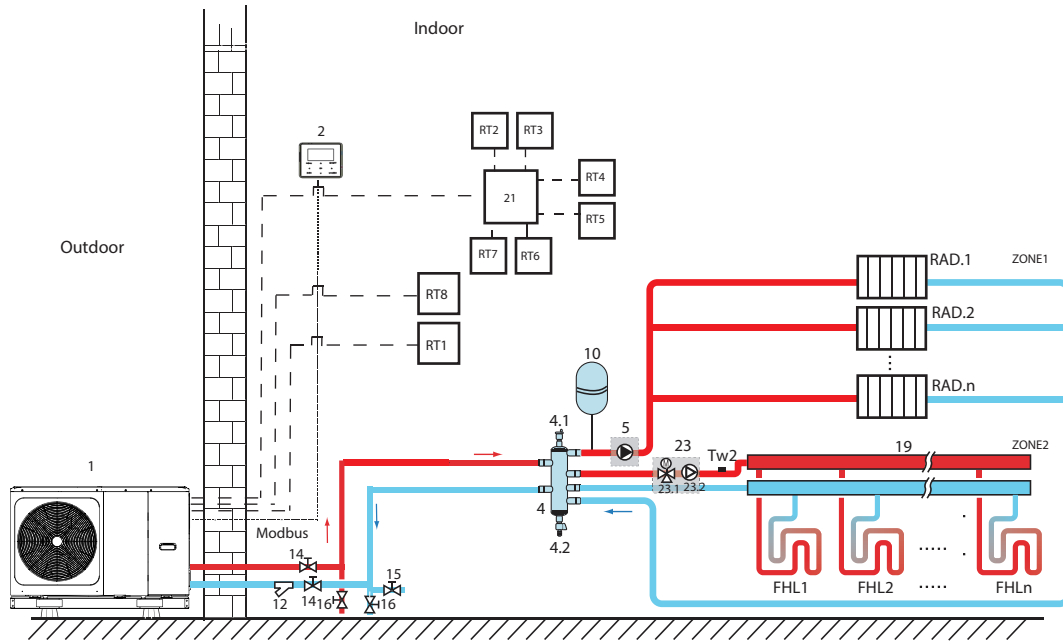 Indoor
2
RT2
RT3
RT4
21
RT5
RT7
RT6
Outdoor
RT8
RT1
RAD.1
ZONE1
RAD.2
RAD.n
10
5
4.1
23
Tw2
19
ZONE2
M
23.1
23.2
4
4.2
1
Modbus
14
12
14
16
16
15
FHL1
FHL2
FHLn